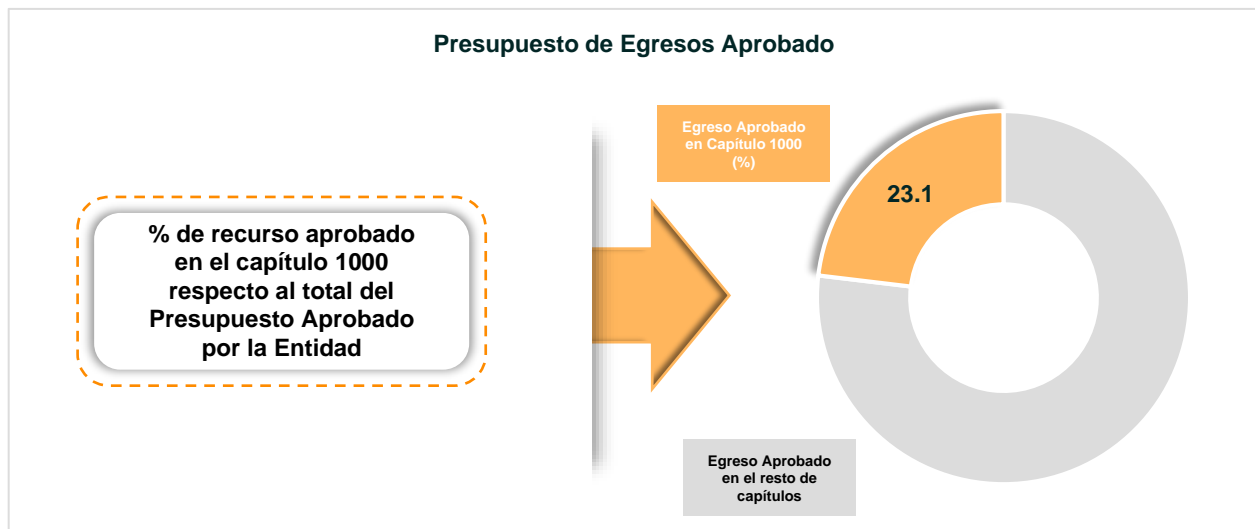 Presupuesto de Egresos Aprobado
Egreso Aprobado
en Capítulo 1000
(%)
23.1
% de recurso aprobado
en el capítulo 1000
respecto al total del
Presupuesto Aprobado
por la Entidad
Egreso Aprobado
en el resto de
capítulos